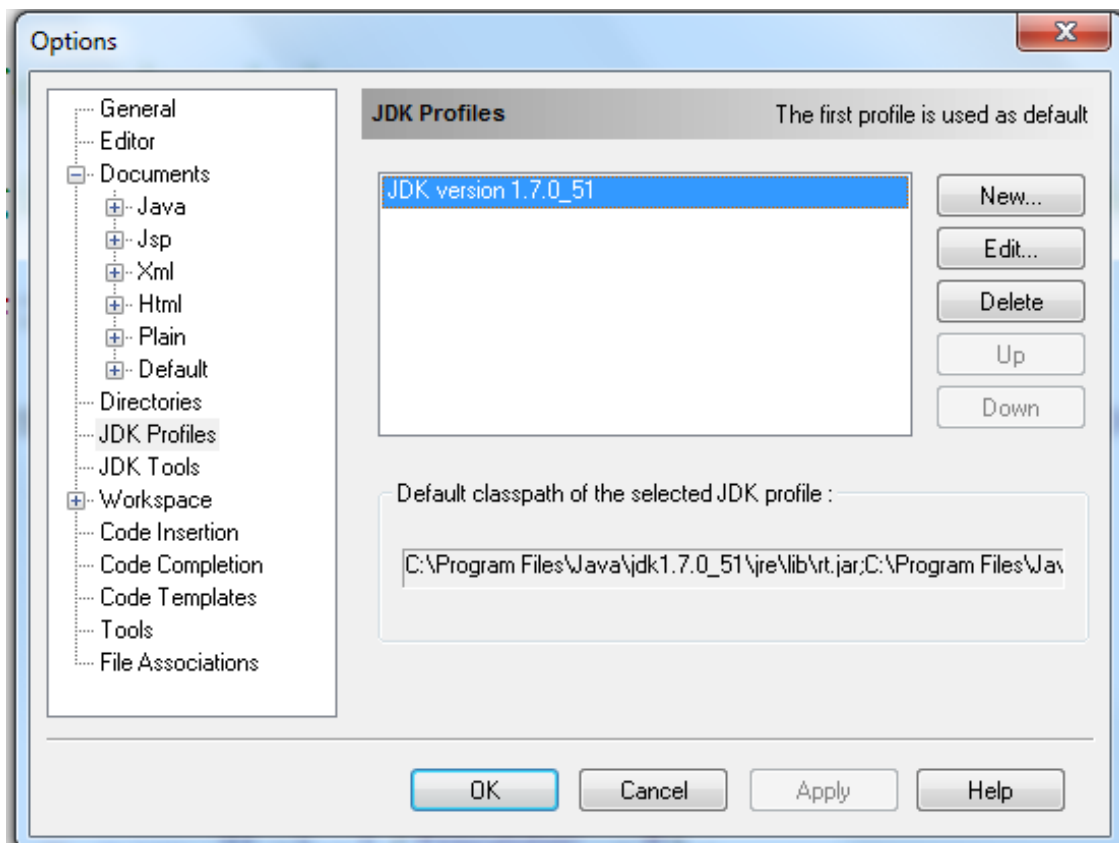 Options
General
Editor
Documents
Java
Jsp
Xml
Html
Plain
Default
Directories
JDK Profiles
JDK Tools
Workspace
Code Insertion
Code Completion
Code Templates
Tools
File Associations
JDK Profiles The first profile is used as default
JDK version 1.7.0_51
New...
Edit...
Delete
Up
Down
Default classpath of the selected JDK profile :
C:\Program Files\Java\jdk1.7.0_51\jre\lib\rt.jar;C:\Program Files\Jav
OK Cancel Apply Help